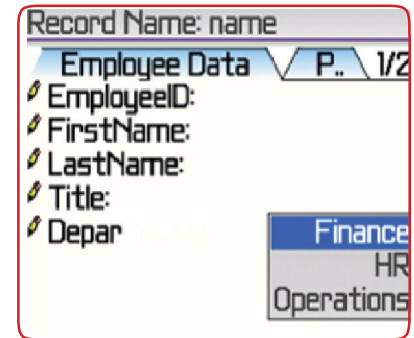 Record Name: name
Employee Data P.. 1/2
EmployeeID:
FirstName:
LastName:
Title:
Depar Finance
HR
Operations